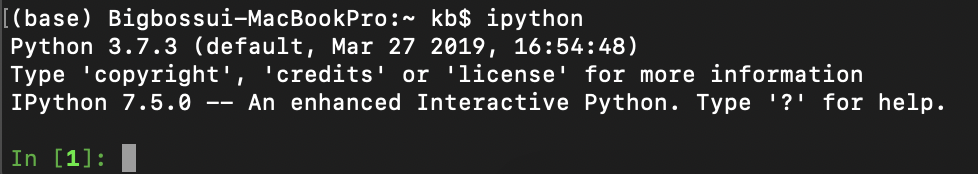 [(base) Bigbossui-MacBookPro:~ kb$ ipython
Python 3.7.3 (default, Mar 27 2019, 16:54:48)
Type 'copyright', 'credits' or 'license' for more information
IPython 7.5.0 -- An enhanced Interactive Python. Type '?' for help.
In [1]: